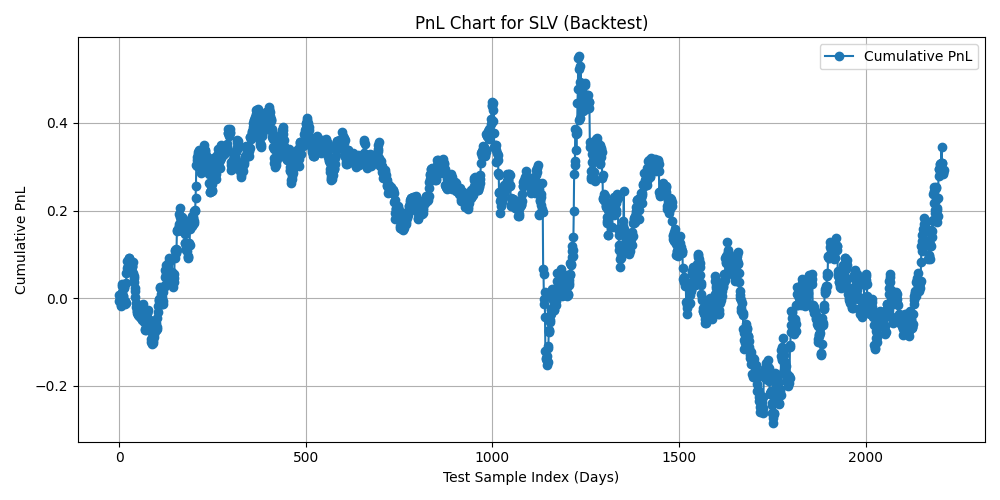 PnL Chart for SLV (Backtest)
Cumulative PnL
Cumulative PnL
0.4
0.2
0.0
−0.2
0
500
1000
1500
2000
Test Sample Index (Days)